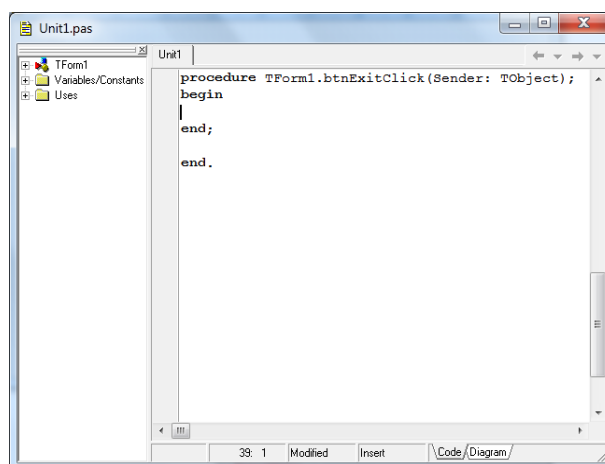 Unit1.pas
TForm1
Variables/Constants
Uses
Unit1
procedure TForm1.btnExitClick(Sender: TObject);
begin
end;
end.
39: 1 Modified Insert Code Diagram